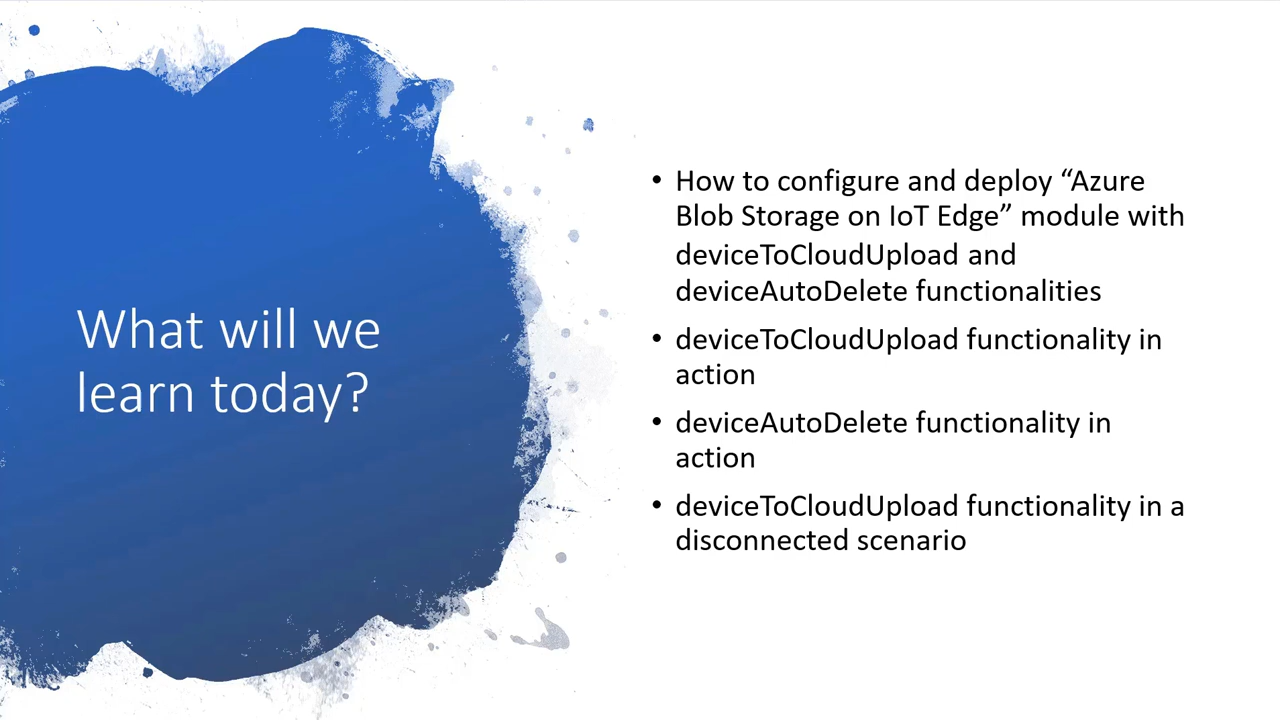 What will we
learn today?
• How to configure and deploy “Azure
Blob Storage on IoT Edge” module with
deviceToCloudUpload and
deviceAutoDelete functionalities
• deviceToCloudUpload functionality in
action
• deviceAutoDelete functionality in
action
• deviceToCloudUpload functionality in a
disconnected scenario